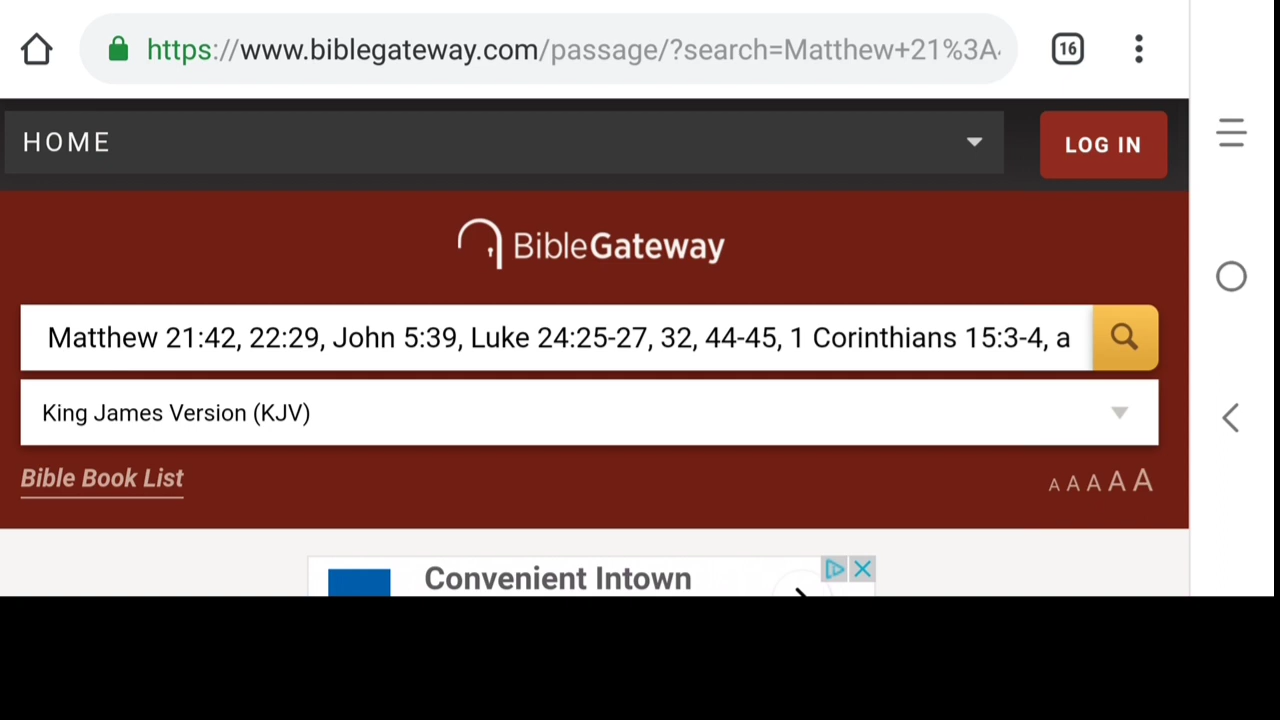 https://www.biblegateway.com/passage/?search=Matthew+21%3A
16
HOME
LOG IN
BibleGateway
Matthew 21:42, 22:29, John 5:39, Luke 24:25-27, 32, 44-45, 1 Corinthians 15:3-4, a
King James Version (KJV)
Bible Book List
A A A A A
Convenient Intown